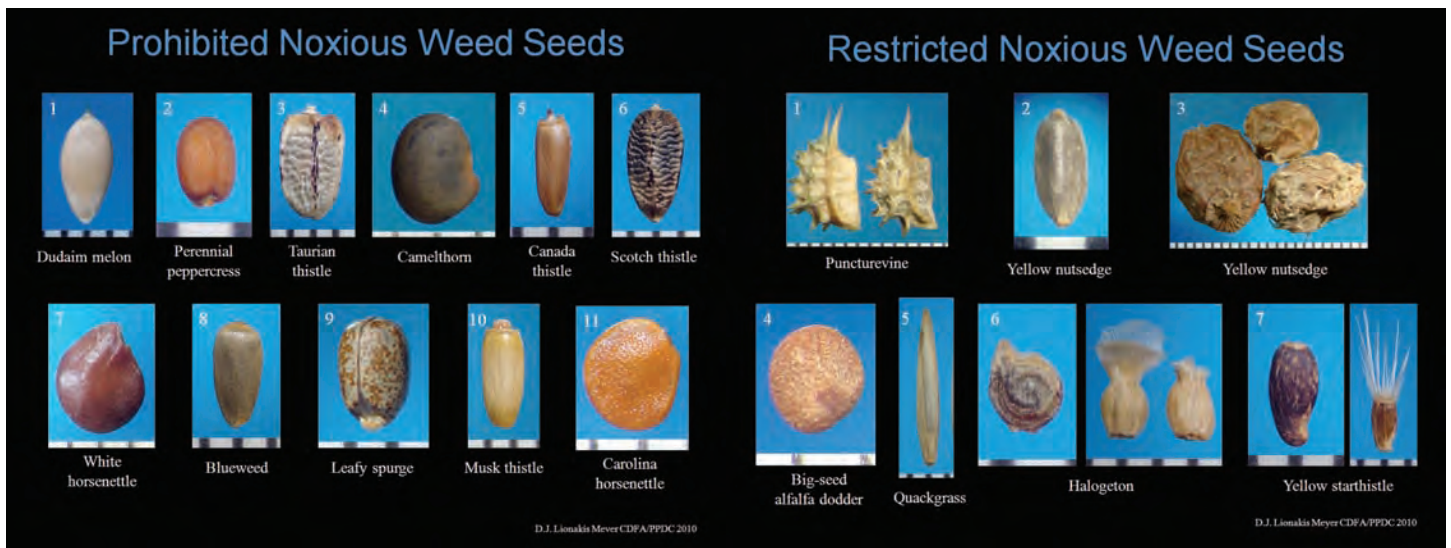 Prohibited Noxious Weed Seeds
1
2
3
4
5
6
Dudaim melon
Perennial
peppercress
Taurian
thistle
Camelthorn
Canada
thistle
Scotch thistle
7
8
9
10
11
White
horsenettle
Blueweed
Leafy spurge
Musk thistle
Carolina
horsenettle
D.J. Lionakis Meyer CDFA/PPDC 2010
Restricted Noxious Weed Seeds
1
2
3
Puncturevine
Yellow nutsedge
Yellow nutsedge
4
5
6
7
Big-seed
alfalfa dodder
Quackgrass
Halogeton
Yellow starthistle
D.J. Lionakis Meyer CDFA/PPDC 2010